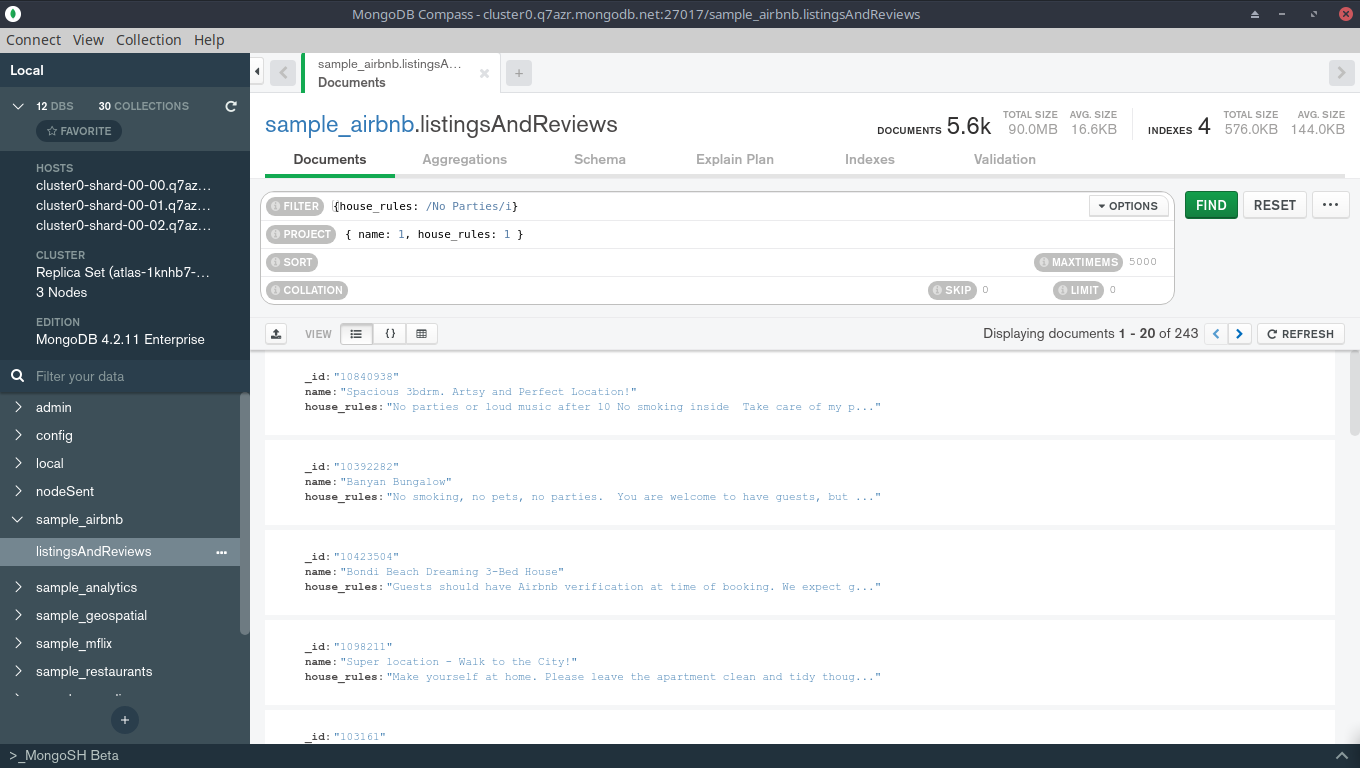 MongoDB Compass - cluster0.q7azr.mongodb.net:27017/sample_airbnb.listingsAndReviews
Connect View Collection Help
Local
12 DBS 30 COLLECTIONS
FAVORITE
HOSTS
cluster0-shard-00-00.q7az...
cluster0-shard-00-01.q7az...
cluster0-shard-00-02.q7az...
CLUSTER
Replica Set (atlas-1knhb7-...
3 Nodes
EDITION
MongoDB 4.2.11 Enterprise
Filter your data
admin
config
local
nodeSent
sample_airbnb
listingsAndReviews ...
sample_analytics
sample_geospatial
sample_mflix
sample_restaurants
+
sample_airbnb.listingsA...
Documents
+
sample_airbnb.listingsAndReviews
DOCUMENTS 5.6k TOTAL SIZE 90.0MB AVG. SIZE 16.6KB INDEXES 4 TOTAL SIZE 576.0KB AVG. SIZE 144.0KB
Documents Aggregations Schema Explain Plan Indexes Validation
FILTER {house_rules: /No Parties/i} OPTIONS FIND RESET ...
PROJECT { name: 1, house_rules: 1 }
SORT MAXTIMEMS 5000
COLLATION SKIP 0 LIMIT 0
VIEW {} Displaying documents 1 - 20 of 243 REFRESH
_id: "10840938"
name: "Spacious 3bdrm. Artsy and Perfect Location!"
house_rules: "No parties or loud music after 10 No smoking inside  Take care of my p..."
_id: "10392282"
name: "Banyan Bungalow"
house_rules: "No smoking, no pets, no parties.  You are welcome to have guests, but ..."
_id: "10423504"
name: "Bondi Beach Dreaming 3-Bed House"
house_rules: "Guests should have Airbnb verification at time of booking. We expect g..."
_id: "1098211"
name: "Super location - Walk to the City!"
house_rules: "Make yourself at home. Please leave the apartment clean and tidy thoug..."
_id: "103161"
>_MongoSH Beta